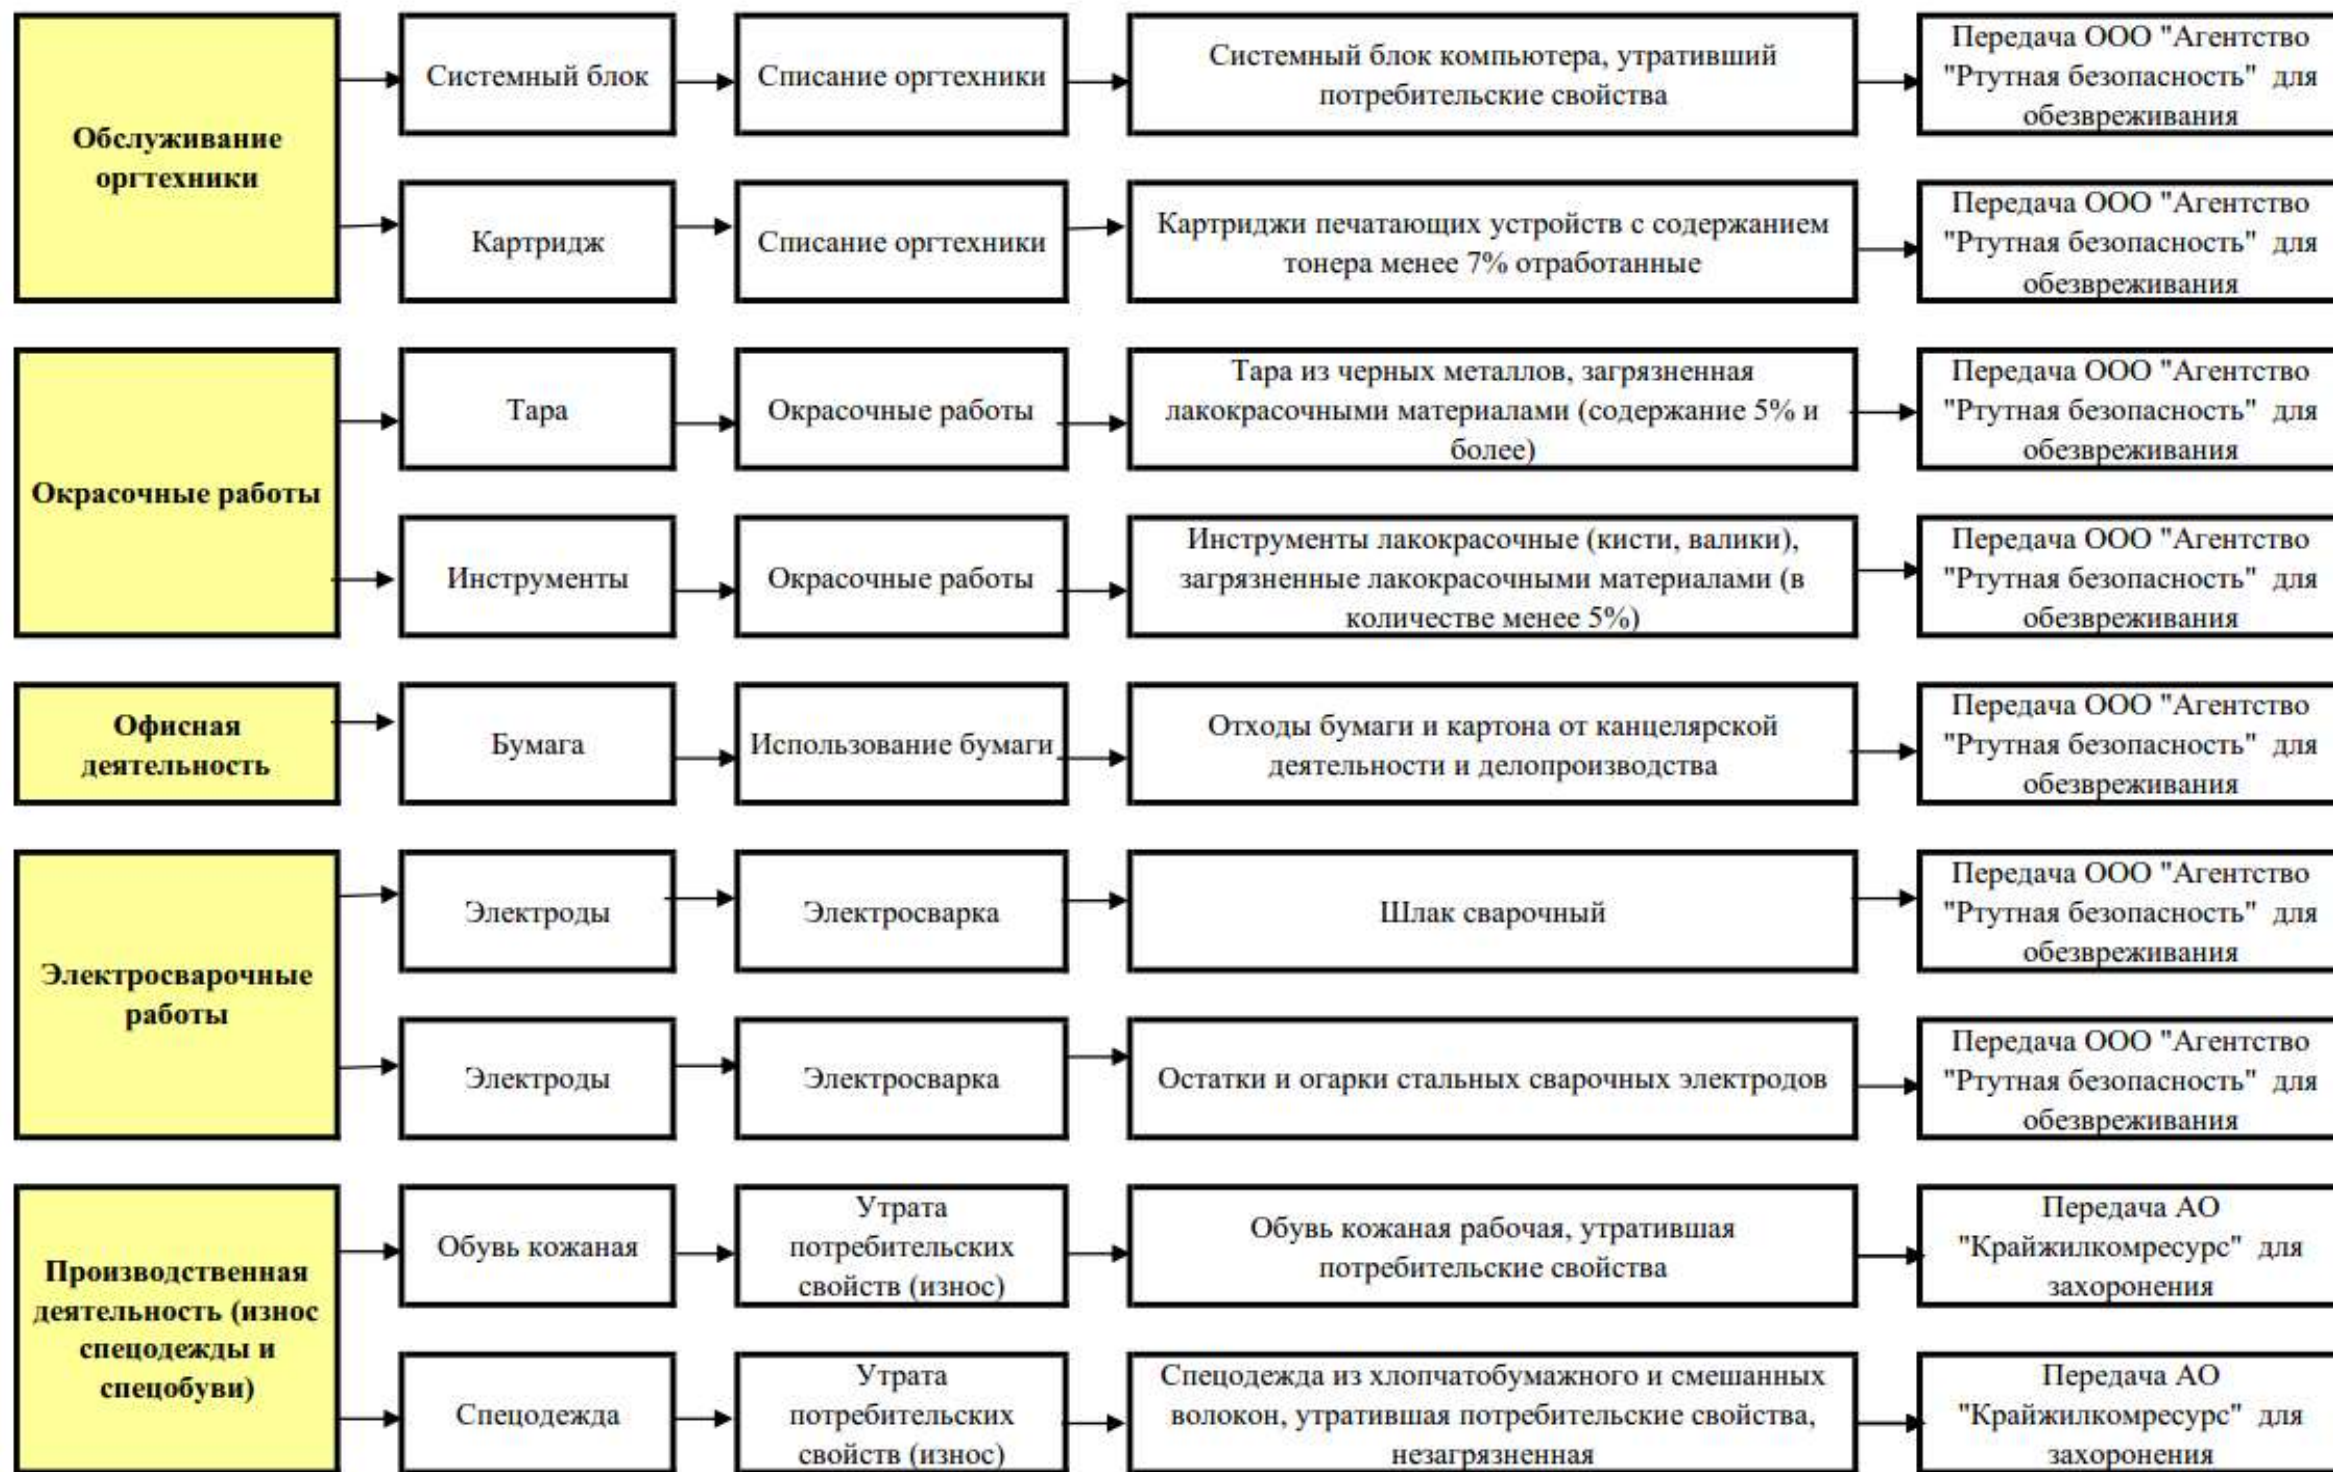 Обслуживание
оргтехники
Системный блок
Списание оргтехники
Системный блок компьютера, утративший
потребительские свойства
Передача ООО "Агентство
"Ртутная безопасность" для
обезвреживания
Картридж
Списание оргтехники
Картриджи печатающих устройств с содержанием
тонера менее 7% отработанные
Передача ООО "Агентство
"Ртутная безопасность" для
обезвреживания
Окрасочные работы
Тара
Окрасочные работы
Тара из черных металлов, загрязненная
лакокрасочными материалами (содержание 5% и
более)
Передача ООО "Агентство
"Ртутная безопасность" для
обезвреживания
Инструменты
Окрасочные работы
Инструменты лакокрасочные (кисти, валики),
загрязненные лакокрасочными материалами (в
количестве менее 5%)
Передача ООО "Агентство
"Ртутная безопасность" для
обезвреживания
Офисная
деятельность
Бумага
Использование бумаги
Отходы бумаги и картона от канцелярской
деятельности и делопроизводства
Передача ООО "Агентство
"Ртутная безопасность" для
обезвреживания
Электросварочные
работы
Электроды
Электросварка
Шлак сварочный
Передача ООО "Агентство
"Ртутная безопасность" для
обезвреживания
Электроды
Электросварка
Остатки и огарки стальных сварочных электродов
Передача ООО "Агентство
"Ртутная безопасность" для
обезвреживания
Производственная
деятельность (износ
спецодежды и
спецобуви)
Обувь кожаная
Утрата
потребительских
свойств (износ)
Обувь кожаная рабочая, утратившая
потребительские свойства
Передача АО
"Крайжилкомресурс" для
захоронения
Спецодежда
Утрата
потребительских
свойств (износ)
Спецодежда из хлопчатобумажного и смешанных
волокон, утратившая потребительские свойства,
незагрязненная
Передача АО
"Крайжилкомресурс" для
захоронения